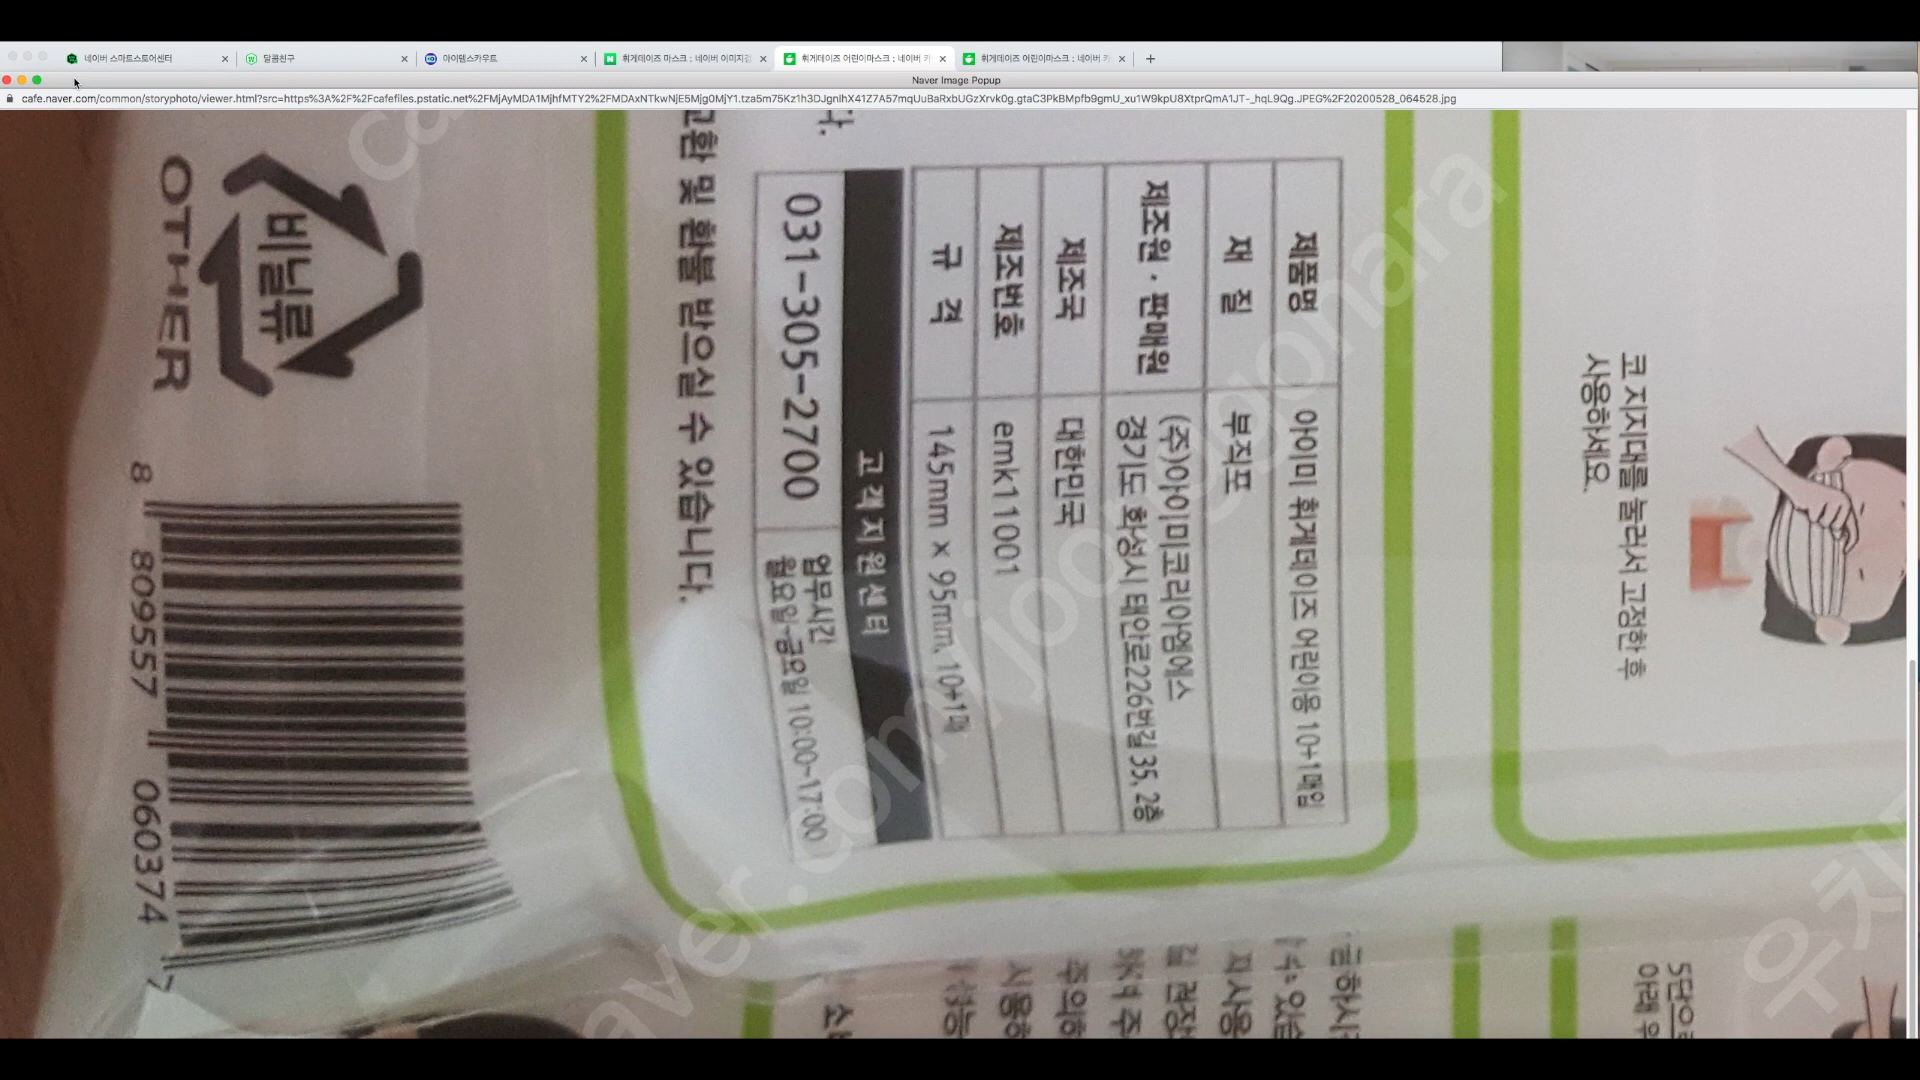 네이버 스마트스토어센터
달콤친구
아이템스카우트
휘게데이즈 마스크 : 네이버 이미지검
휘게데이즈 어린이마스크 : 네이버 카
휘게데이즈 어린이마스크 : 네이버 카
Naver Image Popup
cafe.naver.com/common/storyphoto/viewer.html?src=https%3A%2F%2Fcafefiles.pstatic.net%2FMjAyMDA1MjhfMTY2%2FMDAxNTkwNjE5Mjg0MjY1.tza5m75Kz1h3DJgnlhX41Z7A57mqUuBaRxbUGzXrvk0g.gtaC3PkBMpfb9gmU_xu1W9kpU8XtprQmA1JT-_hqL9Qg.JPEG%2F20200528_064528.jpg
코 지지대를 눌러서 고정한 후
사용하세요.
제품명 아이미 휘게데이즈 어린이용 10+1매입
재 질 부직포
제조원 · 판매원 (주)아이미코리아엠에스
경기도 화성시 태안로226번길 35, 2층
제조국 대한민국
제조번호 emk11001
규 격 145mm x 95mm, 10+1매
고객지원센터
031-305-2700
업무시간
월요일~금요일 10:00~17:00
교환 및 환불 받으실 수 있습니다.
비닐류
OTHER
8 809557 060374 7